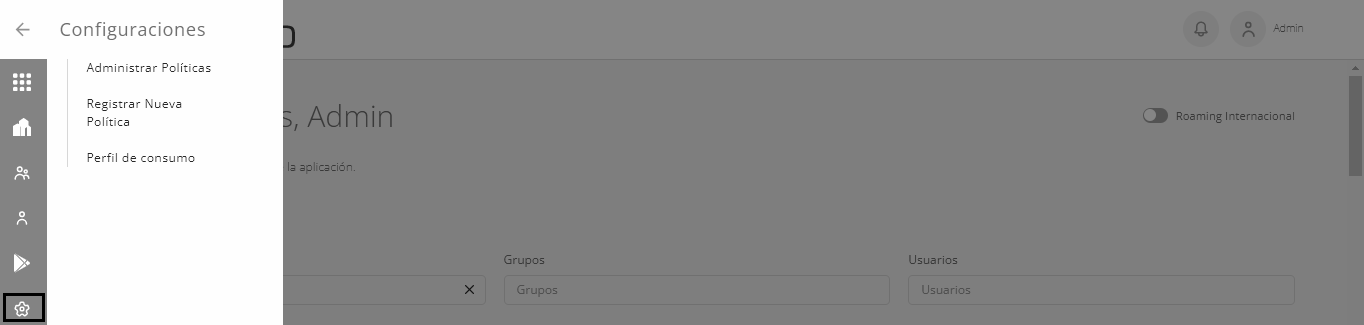 Configuraciones
Admin
Administrar Políticas
Registrar Nueva
Política
Perfil de consumo
s, Admin
Roaming Internacional
la aplicación.
Grupos
Usuarios
Grupos
Usuarios